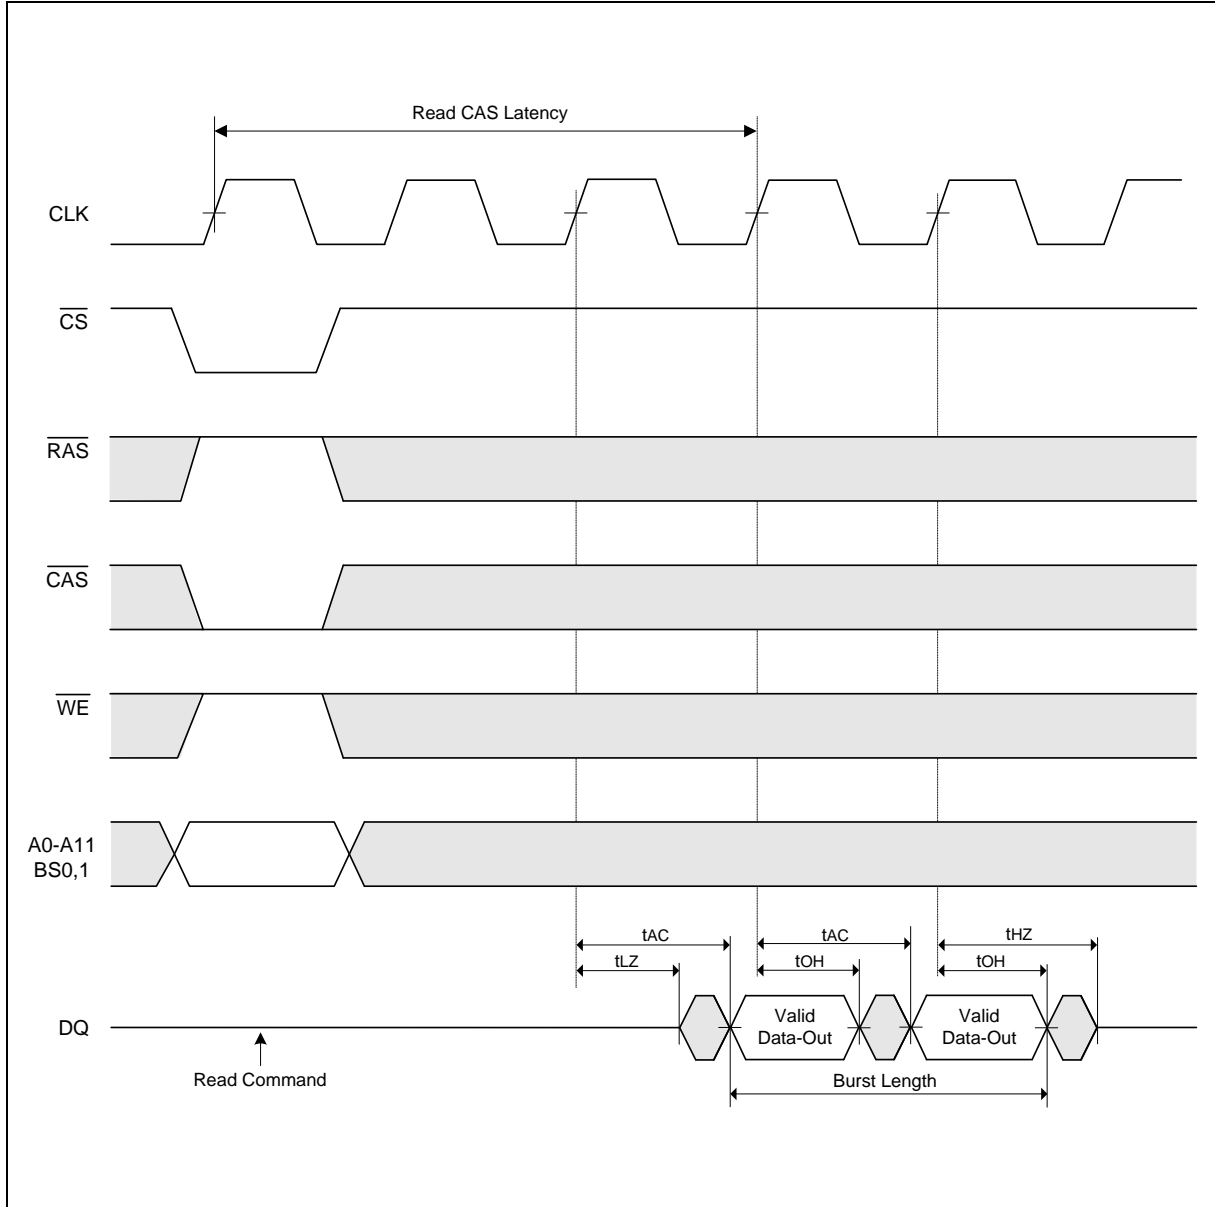 Read CAS Latency
CLK
CS
RAS
CAS
WE
A0-A11
BS0,1
tAC
tAC
tHZ
tLZ
tOH
tOH
DQ
Valid
Data-Out
Valid
Data-Out
Read Command
Burst Length